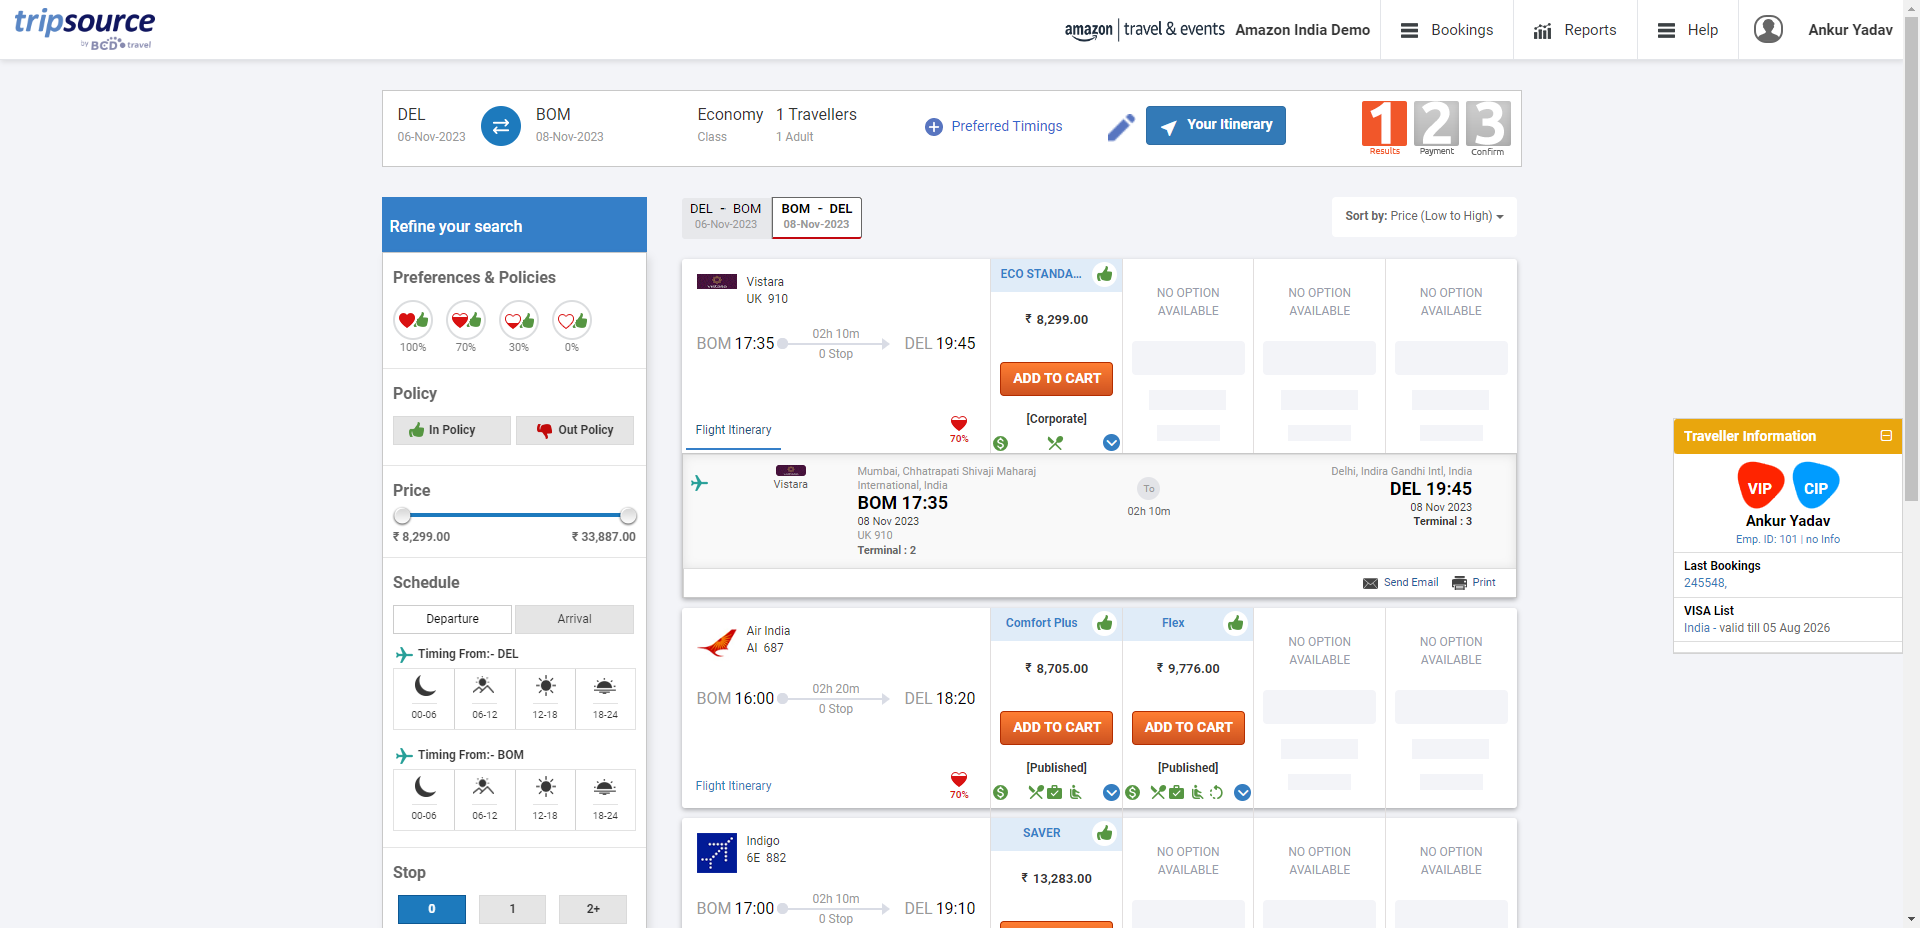 tripsource
by BCD travel
amazon | travel & events
Amazon India Demo
Bookings
Reports
Help
Ankur Yadav
DEL
06-Nov-2023
BOM
08-Nov-2023
Economy
Class
1 Travellers
1 Adult
Preferred Timings
Your Itinerary
1
Results
2
Payment
3
Confirm
Refine your search
Preferences & Policies
100%
70%
30%
0%
Policy
In Policy
Out Policy
Price
₹ 8,299.00
₹ 33,887.00
Schedule
Departure
Arrival
Timing From:- DEL
00-06
06-12
12-18
18-24
Timing From:- BOM
00-06
06-12
12-18
18-24
Stop
0
1
2+
DEL - BOM
06-Nov-2023
BOM - DEL
08-Nov-2023
Sort by: Price (Low to High)
Vistara
UK 910
BOM 17:35
02h 10m
0 Stop
DEL 19:45
Flight Itinerary
70%
ECO STANDA...
₹ 8,299.00
ADD TO CART
[Corporate]
NO OPTION
AVAILABLE
NO OPTION
AVAILABLE
NO OPTION
AVAILABLE
Vistara
Mumbai, Chhatrapati Shivaji Maharaj
International, India
BOM 17:35
08 Nov 2023
UK 910
Terminal : 2
To
02h 10m
Delhi, Indira Gandhi Intl, India
DEL 19:45
08 Nov 2023
Terminal : 3
Send Email
Print
Air India
AI 687
BOM 16:00
02h 20m
0 Stop
DEL 18:20
Flight Itinerary
70%
Comfort Plus
₹ 8,705.00
ADD TO CART
[Published]
Flex
₹ 9,776.00
ADD TO CART
[Published]
NO OPTION
AVAILABLE
NO OPTION
AVAILABLE
Indigo
6E 882
BOM 17:00
02h 10m
0 Stop
DEL 19:10
SAVER
₹ 13,283.00
NO OPTION
AVAILABLE
NO OPTION
AVAILABLE
NO OPTION
AVAILABLE
Traveller Information
VIP
CIP
Ankur Yadav
Emp. ID: 101 | no Info
Last Bookings
245548,
VISA List
India - valid till 05 Aug 2026